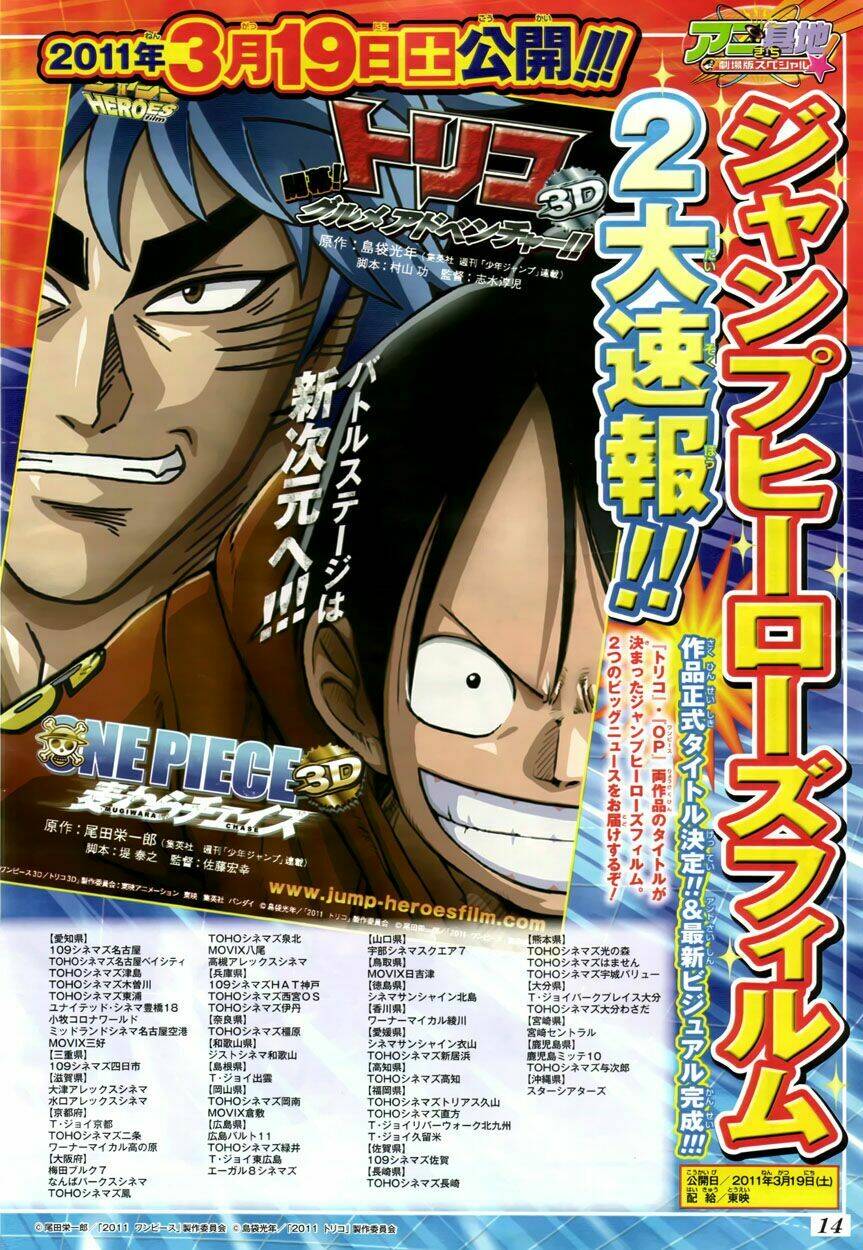 2011年3月19日(土)公開!!!
アニ基地
劇場版スペシャル
ジャンプヒーローズフィルム
2大速報!!
作品正式タイトル決定!!&最新ビジュアル完成!!!
『トリコ』・『OP』両作品のタイトルが
決まったジャンプヒーローズフィルム。
2つのビッグニュースをお届けするぞ!
HEROES
film
開幕!
トリコ
3D
グルメアドベンチャー!!
原作:島袋光年(集英社 週刊「少年ジャンプ」連載)
脚本:村山 功 監督:志水淳児
バトルステージは
新次元へ!!!
ONE PIECE
3D
麦わらチェイス
MUGIWARA CHASE
原作:尾田栄一郎(集英社 週刊「少年ジャンプ」連載)
脚本:堤 泰之 監督:佐藤宏幸
www.jump-heroesfilm.com
【愛知県】
109シネマズ名古屋
TOHOシネマズ名古屋ベイシティ
TOHOシネマズ津島
TOHOシネマズ木曽川
TOHOシネマズ東浦
ユナイテッド・シネマ豊橋18
小牧コロナワールド
ミッドランドシネマ名古屋空港
MOVIX三好
【三重県】
109シネマズ四日市
【滋賀県】
大津アレックスシネマ
水口アレックスシネマ
【京都府】
T・ジョイ京都
TOHOシネマズ二条
ワーナーマイカル高の原
【大阪府】
梅田ブルク7
なんばパークスシネマ
TOHOシネマズ鳳
TOHOシネマズ泉北
MOVIX八尾
高槻アレックスシネマ
【兵庫県】
109シネマズHAT神戸
TOHOシネマズ西宮OS
TOHOシネマズ伊丹
【奈良県】
TOHOシネマズ橿原
【和歌山県】
ジストシネマ和歌山
【島根県】
T・ジョイ出雲
【岡山県】
TOHOシネマズ岡南
MOVIX倉敷
【広島県】
広島バルト11
TOHOシネマズ緑井
T・ジョイ東広島
エーガル8シネマズ
【山口県】
宇部シネマスクエア7
【鳥取県】
MOVIX日吉津
【徳島県】
シネマサンシャイン北島
【香川県】
ワーナーマイカル綾川
【愛媛県】
シネマサンシャイン衣山
TOHOシネマズ新居浜
【高知県】
TOHOシネマズ高知
【福岡県】
TOHOシネマズトリアス久山
TOHOシネマズ直方
T・ジョイリバーウォーク北九州
T・ジョイ久留米
【佐賀県】
109シネマズ佐賀
【長崎県】
TOHOシネマズ長崎
【熊本県】
TOHOシネマズ光の森
TOHOシネマズはません
TOHOシネマズ宇城バリュー
【大分県】
T・ジョイパークプレイス大分
TOHOシネマズ大分わさだ
【宮崎県】
宮崎セントラル
【鹿児島県】
鹿児島ミッテ10
TOHOシネマズ与次郎
【沖縄県】
スターシアターズ
公開日/2011年3月19日(土)
配給/東映
©尾田栄一郎/「2011 ワンピース」製作委員会 ©島袋光年/「2011 トリコ」製作委員会
14